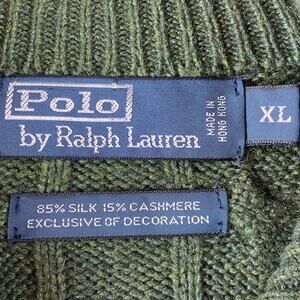 Polo
by Ralph Lauren
MADE IN
HONG KONG
XL
85% SILK 15% CASHMERE
EXCLUSIVE OF DECORATION